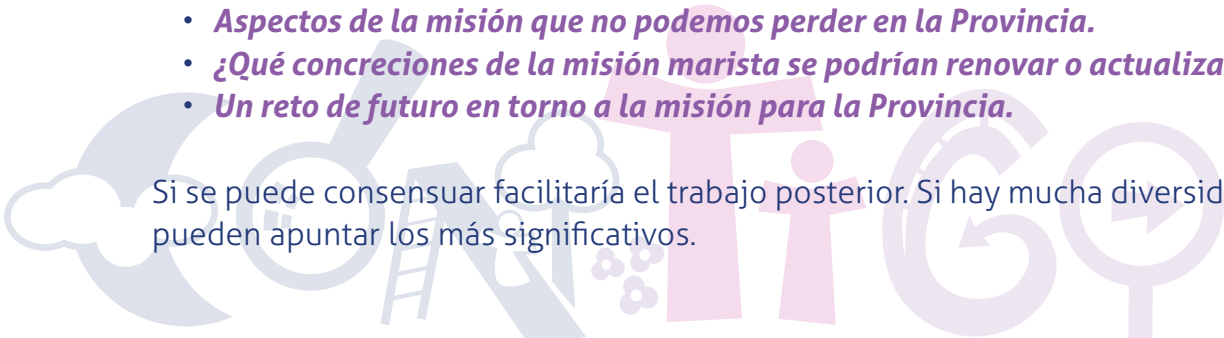 • Aspectos de la misión que no podemos perder en la Provincia.
• ¿Qué concreciones de la misión marista se podrían renovar o actualiza
• Un reto de futuro en torno a la misión para la Provincia.
Si se puede consensuar facilitaría el trabajo posterior. Si hay mucha diversid
pueden apuntar los más significativos.
CONTIGO